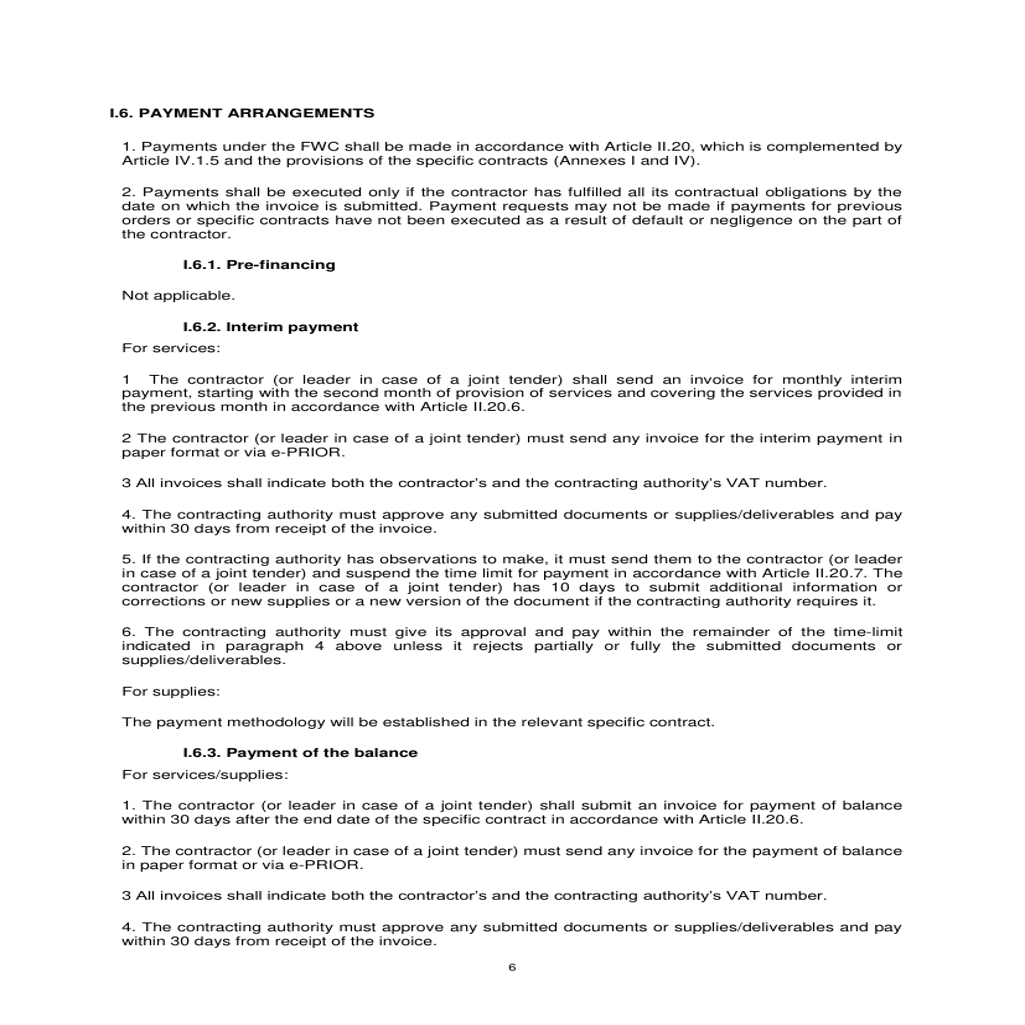 I.6. PAYMENT ARRANGEMENTS
1. Payments under the FWC shall be made in accordance with Article II.20, which is complemented by
Article IV.1.5 and the provisions of the specific contracts (Annexes I and IV).
2. Payments shall be executed only if the contractor has fulfilled all its contractual obligations by the
date on which the invoice is submitted. Payment requests may not be made if payments for previous
orders or specific contracts have not been executed as a result of default or negligence on the part of
the contractor.
I.6.1. Pre-financing
Not applicable.
I.6.2. Interim payment
For services:
1 The contractor (or leader in case of a joint tender) shall send an invoice for monthly interim
payment, starting with the second month of provision of services and covering the services provided in
the previous month in accordance with Article II.20.6.
2 The contractor (or leader in case of a joint tender) must send any invoice for the interim payment in
paper format or via e-PRIOR.
3 All invoices shall indicate both the contractor's and the contracting authority's VAT number.
4. The contracting authority must approve any submitted documents or supplies/deliverables and pay
within 30 days from receipt of the invoice.
5. If the contracting authority has observations to make, it must send them to the contractor (or leader
in case of a joint tender) and suspend the time limit for payment in accordance with Article II.20.7. The
contractor (or leader in case of a joint tender) has 10 days to submit additional information or
corrections or new supplies or a new version of the document if the contracting authority requires it.
6. The contracting authority must give its approval and pay within the remainder of the time-limit
indicated in paragraph 4 above unless it rejects partially or fully the submitted documents or
supplies/deliverables.
For supplies:
The payment methodology will be established in the relevant specific contract.
I.6.3. Payment of the balance
For services/supplies:
1. The contractor (or leader in case of a joint tender) shall submit an invoice for payment of balance
within 30 days after the end date of the specific contract in accordance with Article II.20.6.
2. The contractor (or leader in case of a joint tender) must send any invoice for the payment of balance
in paper format or via e-PRIOR.
3 All invoices shall indicate both the contractor's and the contracting authority's VAT number.
4. The contracting authority must approve any submitted documents or supplies/deliverables and pay
within 30 days from receipt of the invoice.
6